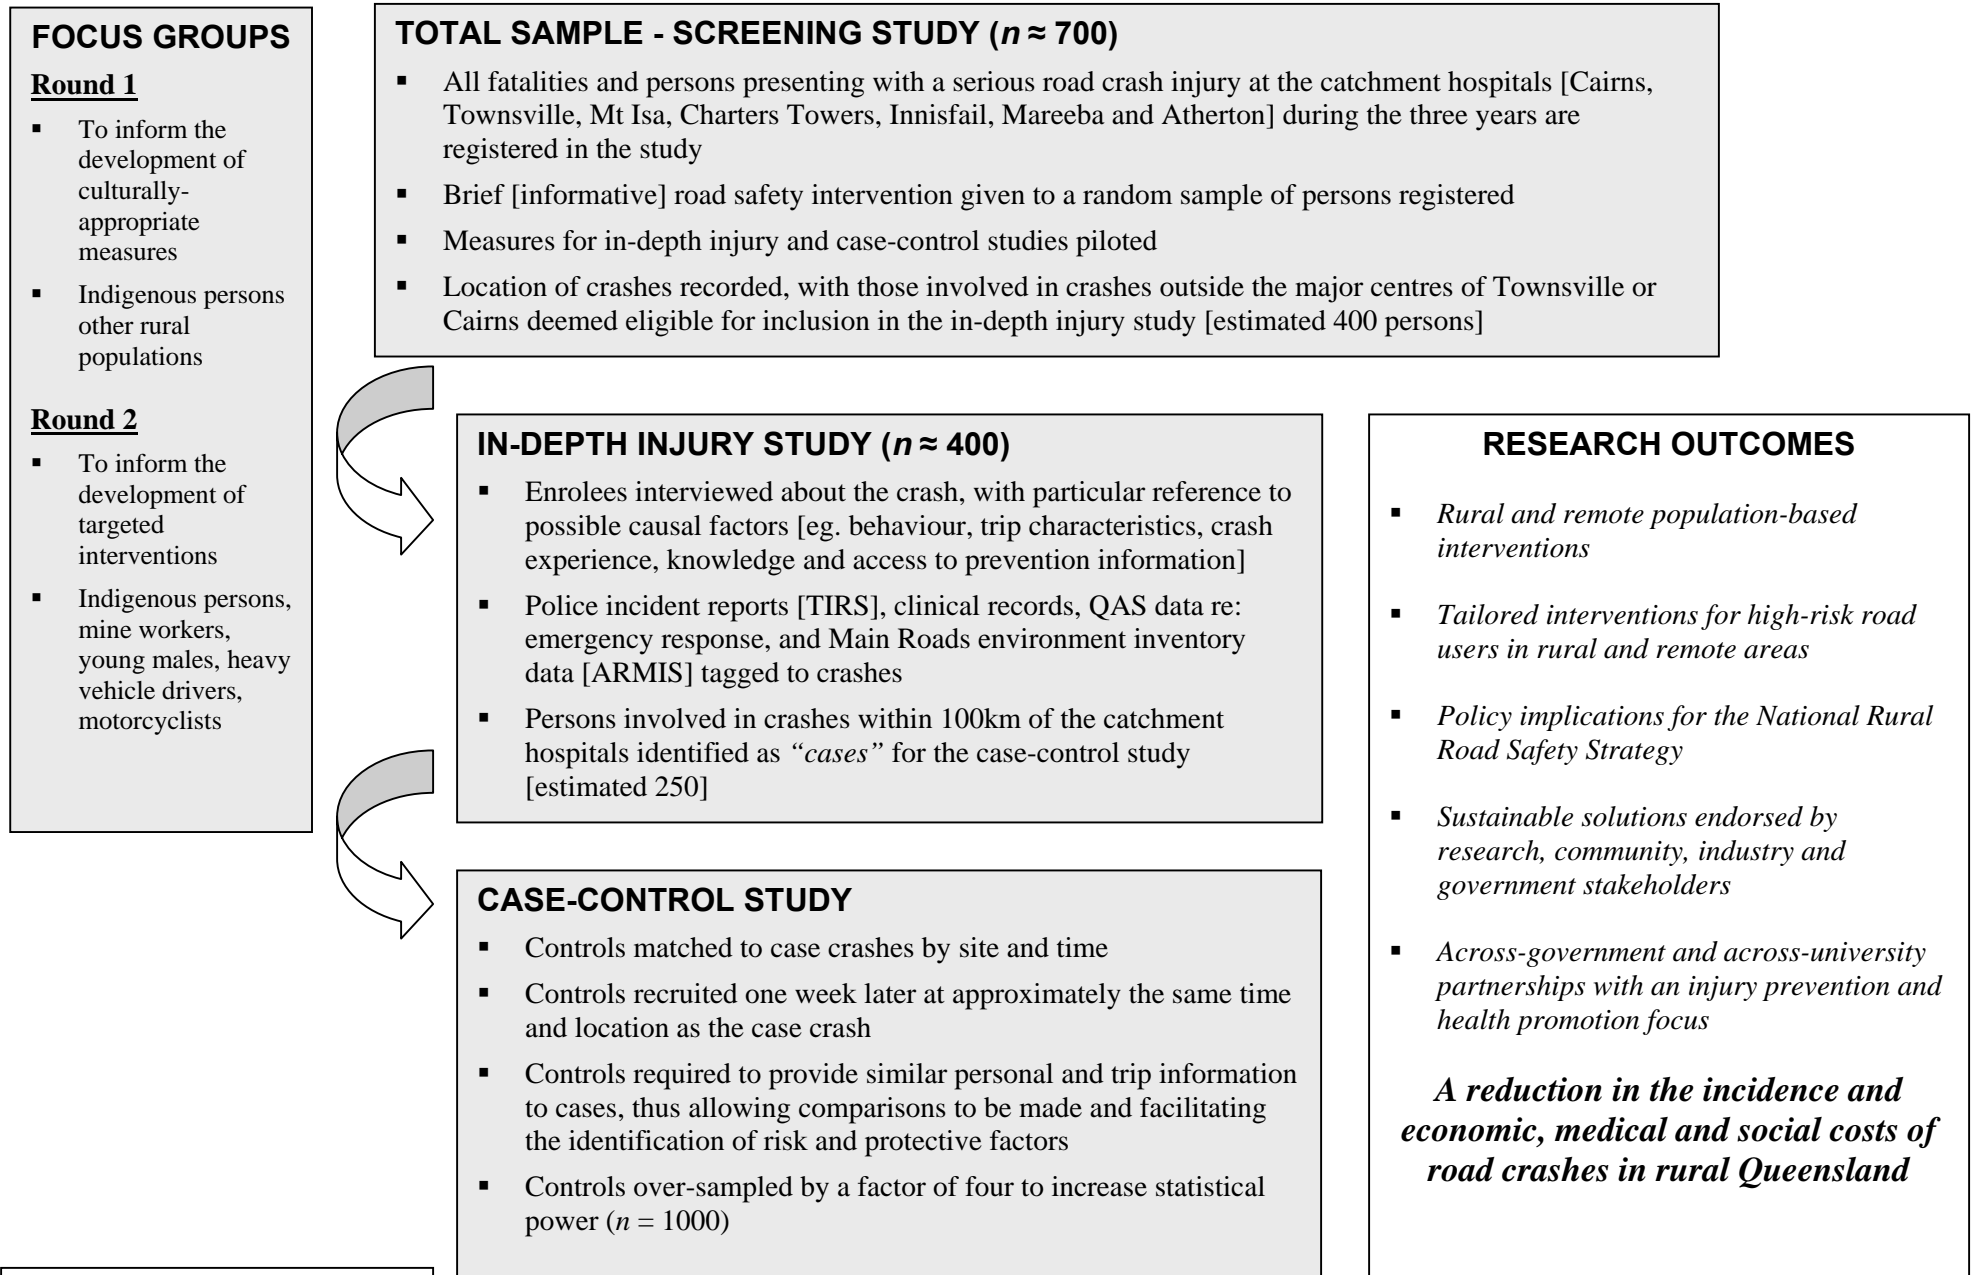 FOCUS GROUPS
Round 1
▪ To inform the
development of
culturally-
appropriate
measures
▪ Indigenous persons
other rural
populations
Round 2
▪ To inform the
development of
targeted
interventions
▪ Indigenous persons,
mine workers,
young males, heavy
vehicle drivers,
motorcyclists
TOTAL SAMPLE - SCREENING STUDY (n ≈ 700)
▪ All fatalities and persons presenting with a serious road crash injury at the catchment hospitals [Cairns,
Townsville, Mt Isa, Charters Towers, Innisfail, Mareeba and Atherton] during the three years are
registered in the study
▪ Brief [informative] road safety intervention given to a random sample of persons registered
▪ Measures for in-depth injury and case-control studies piloted
▪ Location of crashes recorded, with those involved in crashes outside the major centres of Townsville or
Cairns deemed eligible for inclusion in the in-depth injury study [estimated 400 persons]
IN-DEPTH INJURY STUDY (n ≈ 400)
▪ Enrolees interviewed about the crash, with particular reference to
possible causal factors [eg. behaviour, trip characteristics, crash
experience, knowledge and access to prevention information]
▪ Police incident reports [TIRS], clinical records, QAS data re:
emergency response, and Main Roads environment inventory
data [ARMIS] tagged to crashes
▪ Persons involved in crashes within 100km of the catchment
hospitals identified as “cases” for the case-control study
[estimated 250]
CASE-CONTROL STUDY
▪ Controls matched to case crashes by site and time
▪ Controls recruited one week later at approximately the same time
and location as the case crash
▪ Controls required to provide similar personal and trip information
to cases, thus allowing comparisons to be made and facilitating
the identification of risk and protective factors
▪ Controls over-sampled by a factor of four to increase statistical
power (n = 1000)
RESEARCH OUTCOMES
▪ Rural and remote population-based
interventions
▪ Tailored interventions for high-risk road
users in rural and remote areas
▪ Policy implications for the National Rural
Road Safety Strategy
▪ Sustainable solutions endorsed by
research, community, industry and
government stakeholders
▪ Across-government and across-university
partnerships with an injury prevention and
health promotion focus
A reduction in the incidence and
economic, medical and social costs of
road crashes in rural Queensland